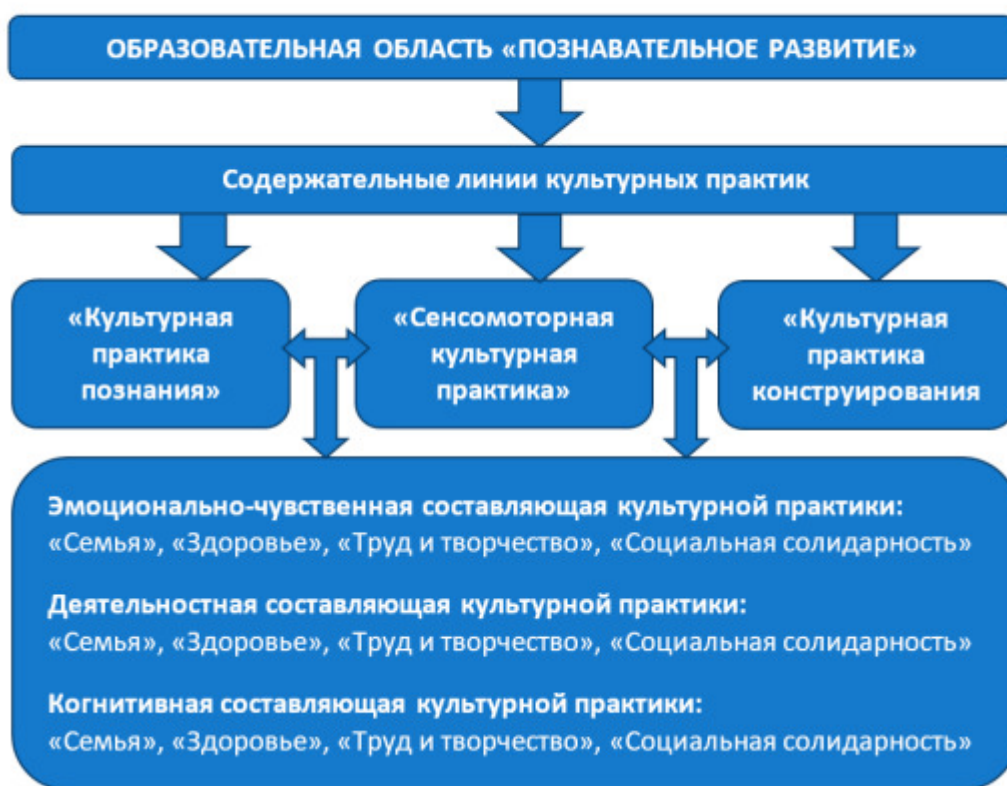 ОБРАЗОВАТЕЛЬНАЯ ОБЛАСТЬ «ПОЗНАВАТЕЛЬНОЕ РАЗВИТИЕ»
Содержательные линии культурных практик
«Культурная
практика
познания»
«Сенсомоторная
культурная
практика»
«Культурная
практика
конструирования
Эмоционально-чувственная составляющая культурной практики:
«Семья», «Здоровье», «Труд и творчество», «Социальная солидарность»
Деятельностная составляющая культурной практики:
«Семья», «Здоровье», «Труд и творчество», «Социальная солидарность»
Когнитивная составляющая культурной практики:
«Семья», «Здоровье», «Труд и творчество», «Социальная солидарность»